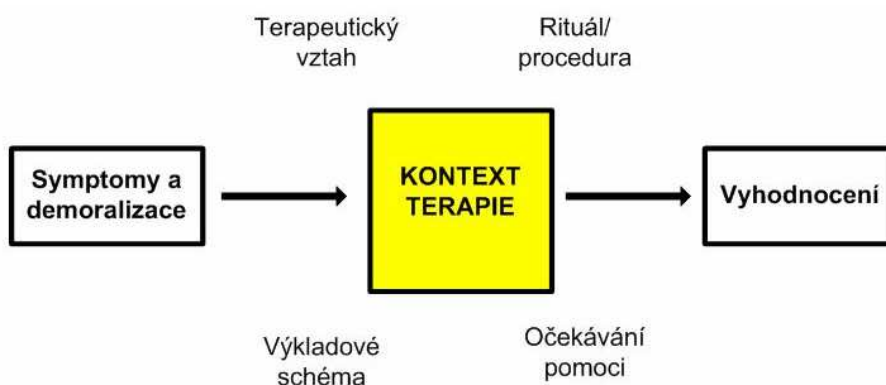 Terapeutický
vztah
Rituál/
procedura
Symptomy a
demoralizace
KONTEXT
TERAPIE
Vyhodnocení
Výkladové
schéma
Očekávání
pomoci